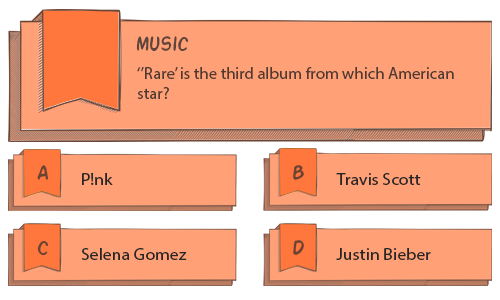 MUSIC
‘’Rare’ is the third album from which American
star?
A
P!nk
B
Travis Scott
C
Selena Gomez
D
Justin Bieber